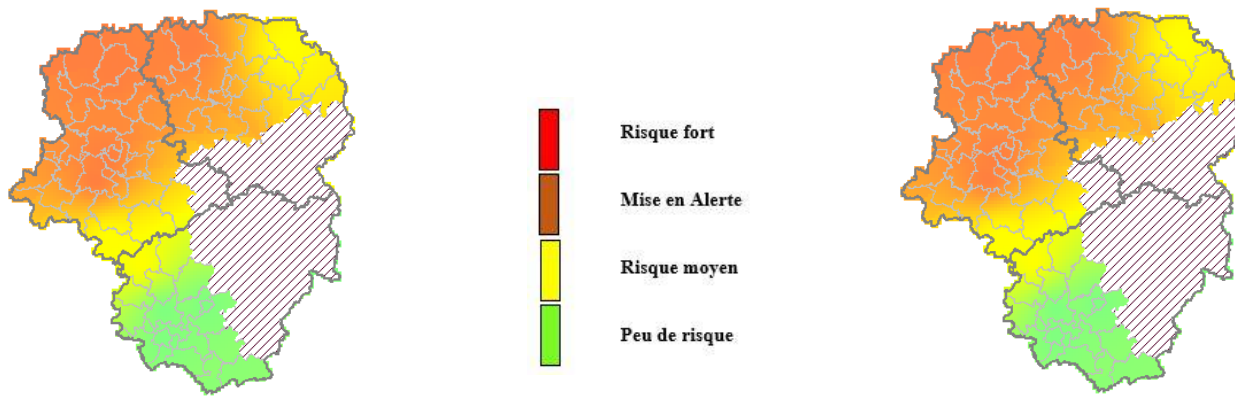 Risque fort
Mise en Alerte
Risque moyen
Peu de risque